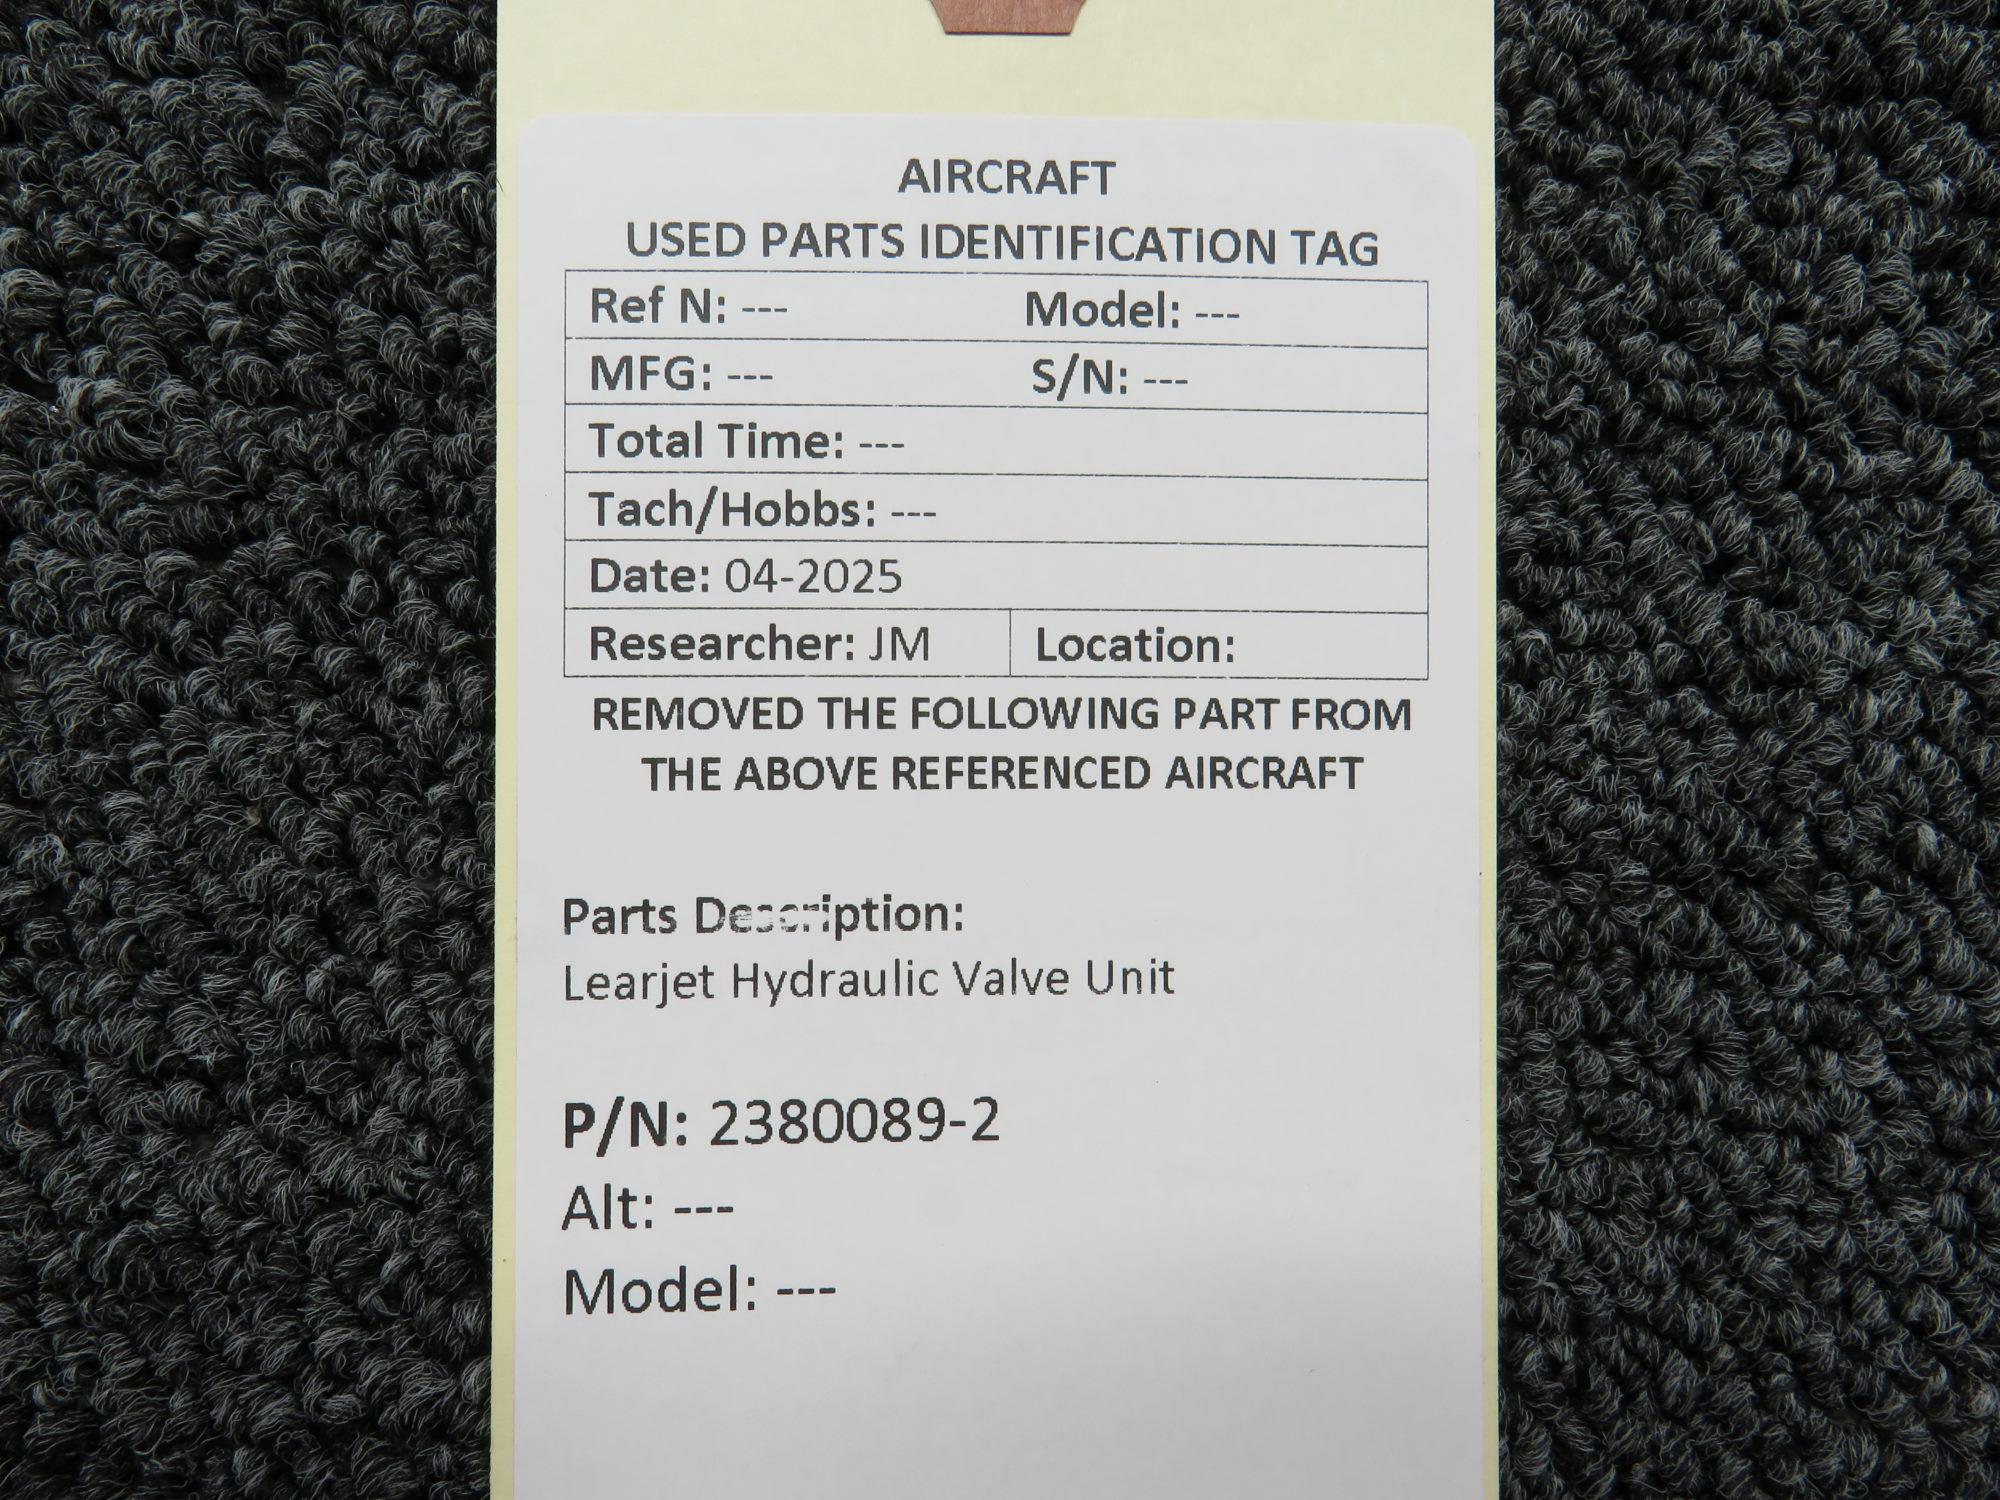 AIRCRAFT
USED PARTS IDENTIFICATION TAG
Ref N: --- Model: ---
MFG: --- S/N: ---
Total Time: ---
Tach/Hobbs: ---
Date: 04-2025
Researcher: JM Location:
REMOVED THE FOLLOWING PART FROM
THE ABOVE REFERENCED AIRCRAFT
Parts Description:
Learjet Hydraulic Valve Unit
P/N: 2380089-2
Alt: ---
Model: ---